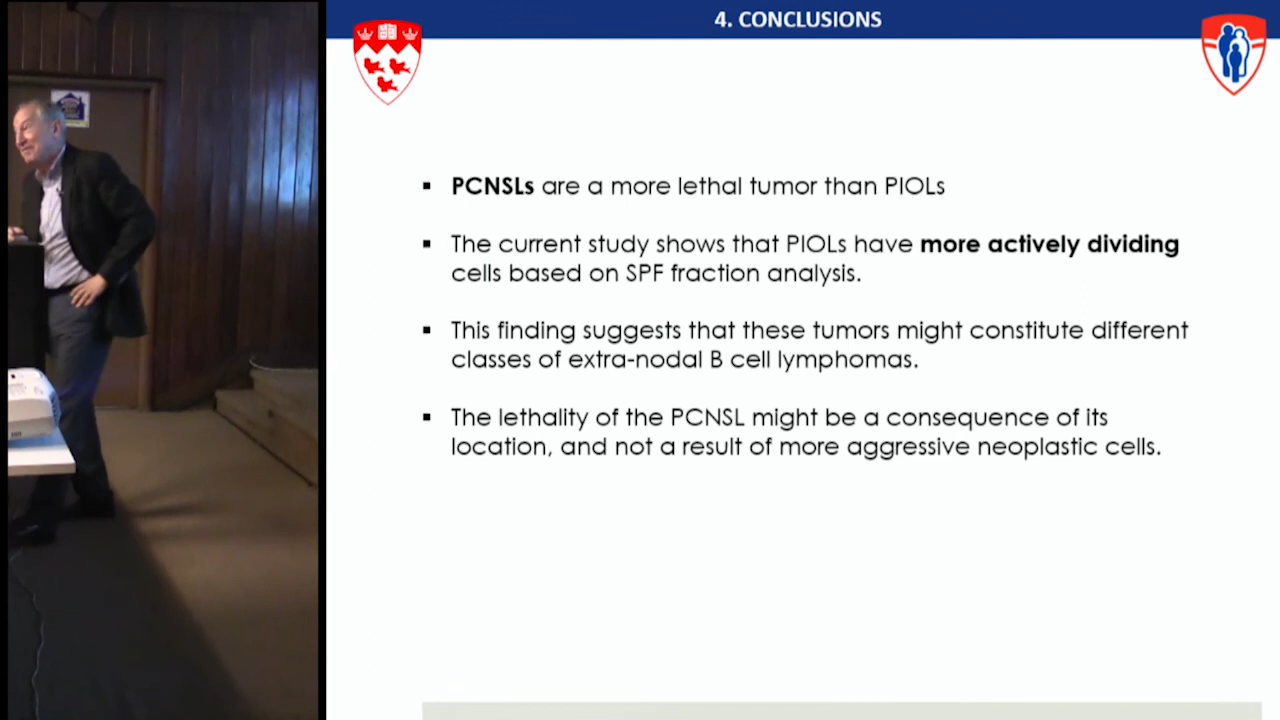 4. CONCLUSIONS
▪ PCNSLs are a more lethal tumor than PIOLs
▪ The current study shows that PIOLs have more actively dividing
cells based on SPF fraction analysis.
▪ This finding suggests that these tumors might constitute different
classes of extra-nodal B cell lymphomas.
▪ The lethality of the PCNSL might be a consequence of its
location, and not a result of more aggressive neoplastic cells.